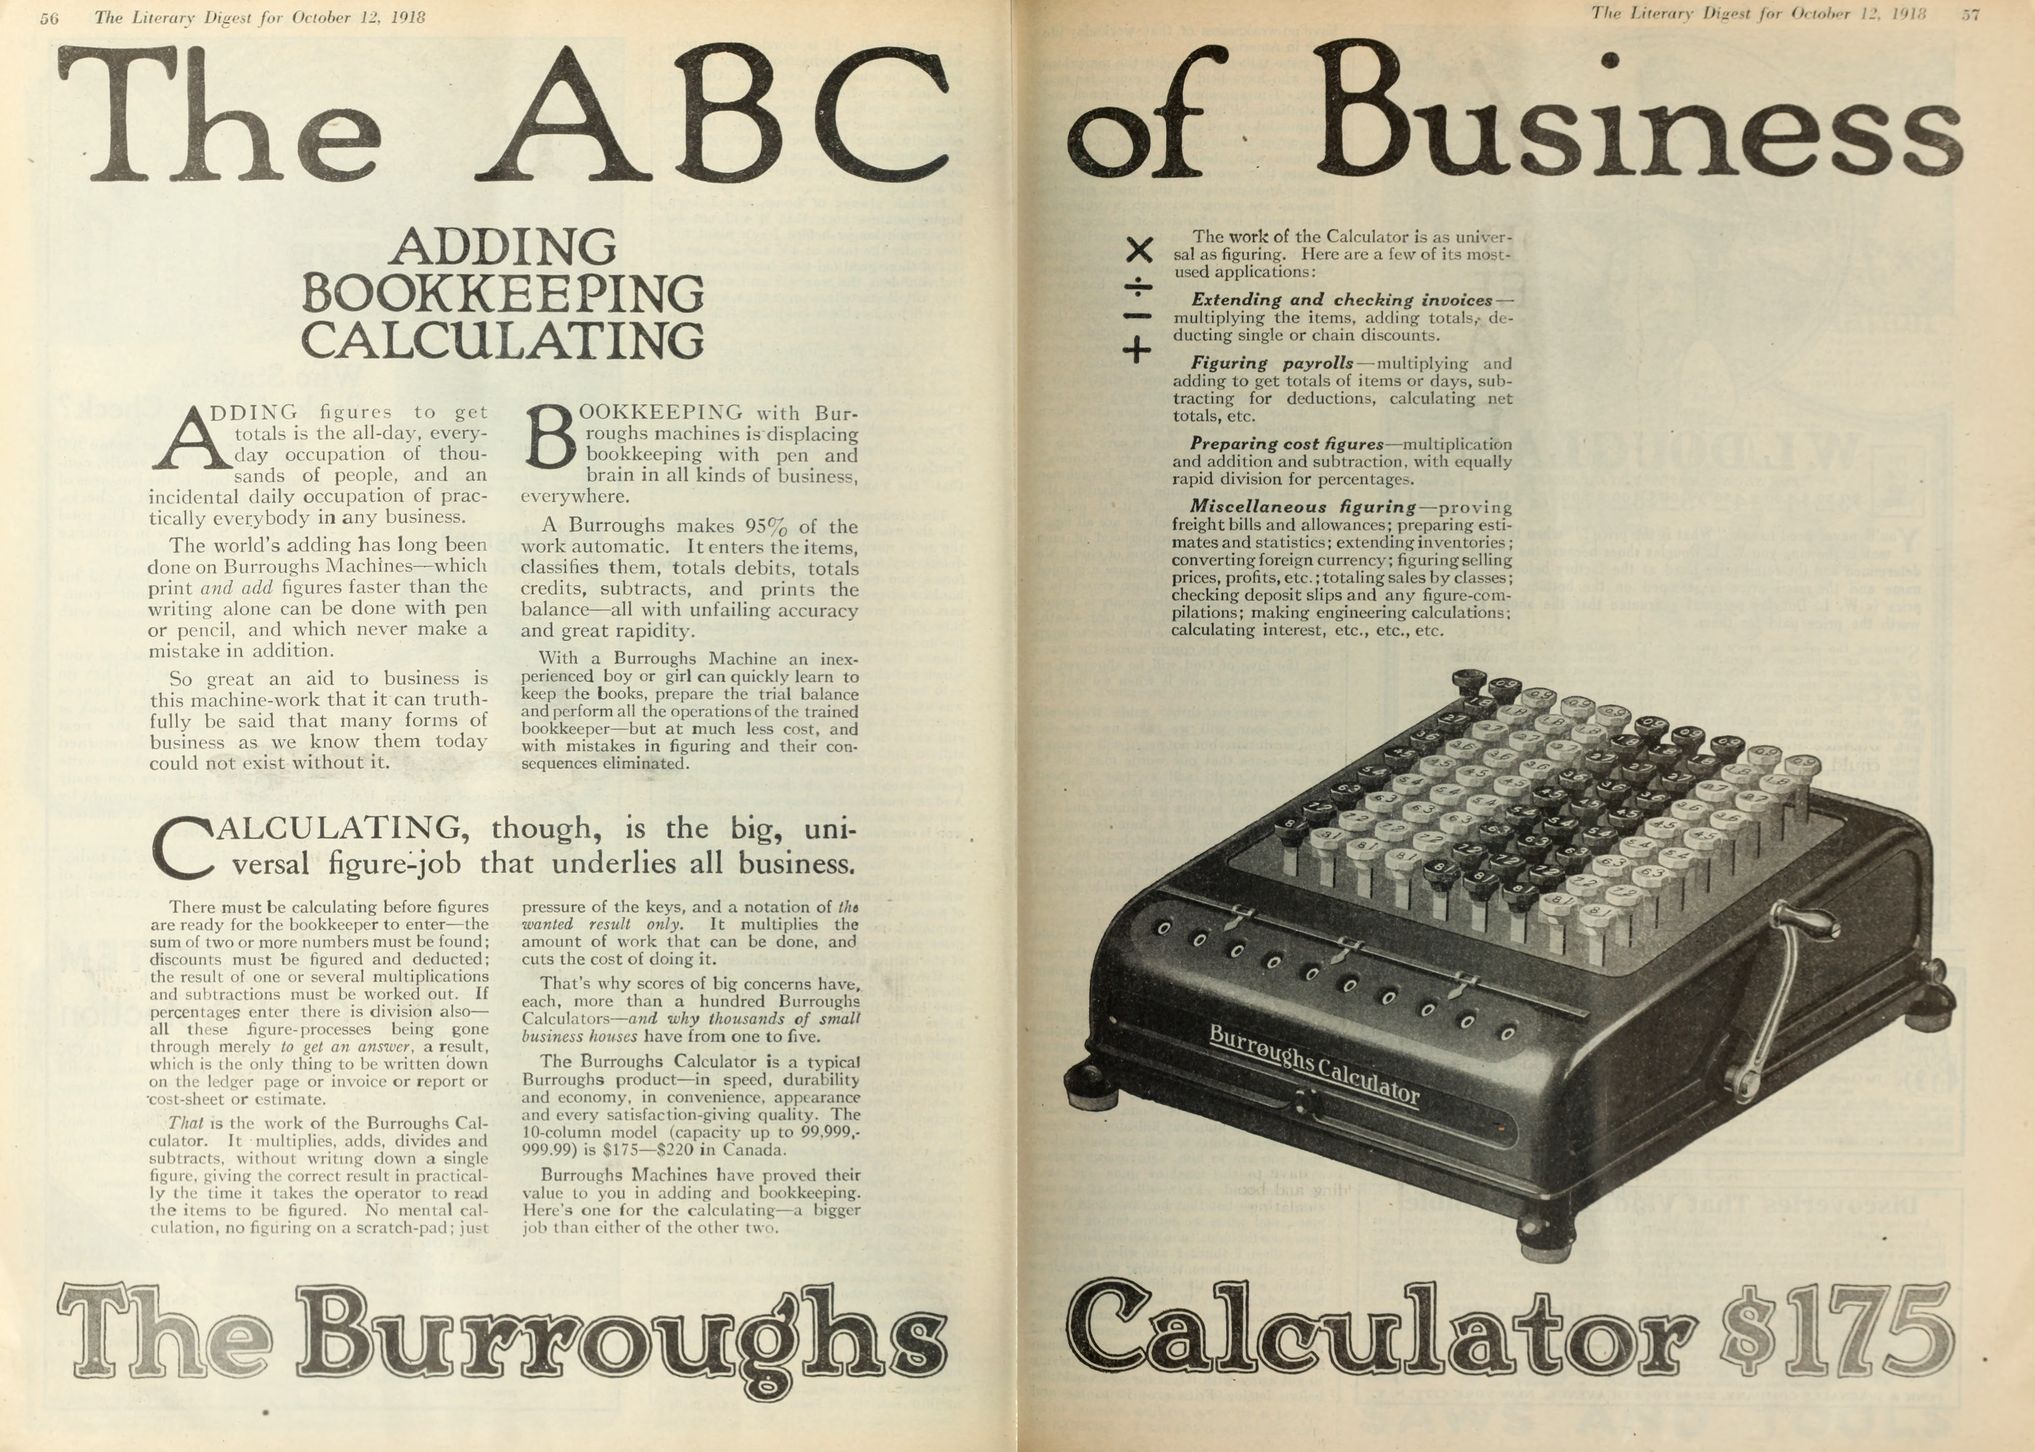 56 The Literary Digest for October 12, 1918
The Literary Digest for October 12, 1918 57
The ABC of Business
ADDING
BOOKKEEPING
CALCULATING
ADDING figures to get
totals is the all-day, every-
day occupation of thou-
sands of people, and an
incidental daily occupation of prac-
tically everybody in any business.
The world's adding has long been
done on Burroughs Machines—which
print and add figures faster than the
writing alone can be done with pen
or pencil, and which never make a
mistake in addition.
So great an aid to business is
this machine-work that it can truth-
fully be said that many forms of
business as we know them today
could not exist without it.
BOOKKEEPING with Bur-
roughs machines is displacing
bookkeeping with pen and
brain in all kinds of business,
everywhere.
A Burroughs makes 95% of the
work automatic. It enters the items,
classifies them, totals debits, totals
credits, subtracts, and prints the
balance—all with unfailing accuracy
and great rapidity.
With a Burroughs Machine an inex-
perienced boy or girl can quickly learn to
keep the books, prepare the trial balance
and perform all the operations of the trained
bookkeeper—but at much less cost, and
with mistakes in figuring and their con-
sequences eliminated.
CALCULATING, though, is the big, uni-
versal figure-job that underlies all business.
There must be calculating before figures
are ready for the bookkeeper to enter—the
sum of two or more numbers must be found;
discounts must be figured and deducted;
the result of one or several multiplications
and subtractions must be worked out. If
percentages enter there is division also—
all these figure-processes being gone
through merely to get an answer, a result,
which is the only thing to be written down
on the ledger page or invoice or report or
cost-sheet or estimate.
That is the work of the Burroughs Cal-
culator. It multiplies, adds, divides and
subtracts, without writing down a single
figure, giving the correct result in practical-
ly the time it takes the operator to read
the items to be figured. No mental cal-
culation, no figuring on a scratch-pad; just
pressure of the keys, and a notation of the
wanted result only. It multiplies the
amount of work that can be done, and
cuts the cost of doing it.
That's why scores of big concerns have,
each, more than a hundred Burroughs
Calculators—and why thousands of small
business houses have from one to five.
The Burroughs Calculator is a typical
Burroughs product—in speed, durability
and economy, in convenience, appearance
and every satisfaction-giving quality. The
10-column model (capacity up to 99,999,-
999.99) is $175—$220 in Canada.
Burroughs Machines have proved their
value to you in adding and bookkeeping.
Here's one for the calculating—a bigger
job than either of the other two.
×
÷
−
+
The work of the Calculator is as univer-
sal as figuring. Here are a few of its most-
used applications:
Extending and checking invoices—
multiplying the items, adding totals, de-
ducting single or chain discounts.
Figuring payrolls—multiplying and
adding to get totals of items or days, sub-
tracting for deductions, calculating net
totals, etc.
Preparing cost figures—multiplication
and addition and subtraction, with equally
rapid division for percentages.
Miscellaneous figuring—proving
freight bills and allowances; preparing esti-
mates and statistics; extending inventories;
converting foreign currency; figuring selling
prices, profits, etc.; totaling sales by classes;
checking deposit slips and any figure-com-
pilations; making engineering calculations;
calculating interest, etc., etc., etc.
Burroughs Calculator
The Burroughs Calculator $175